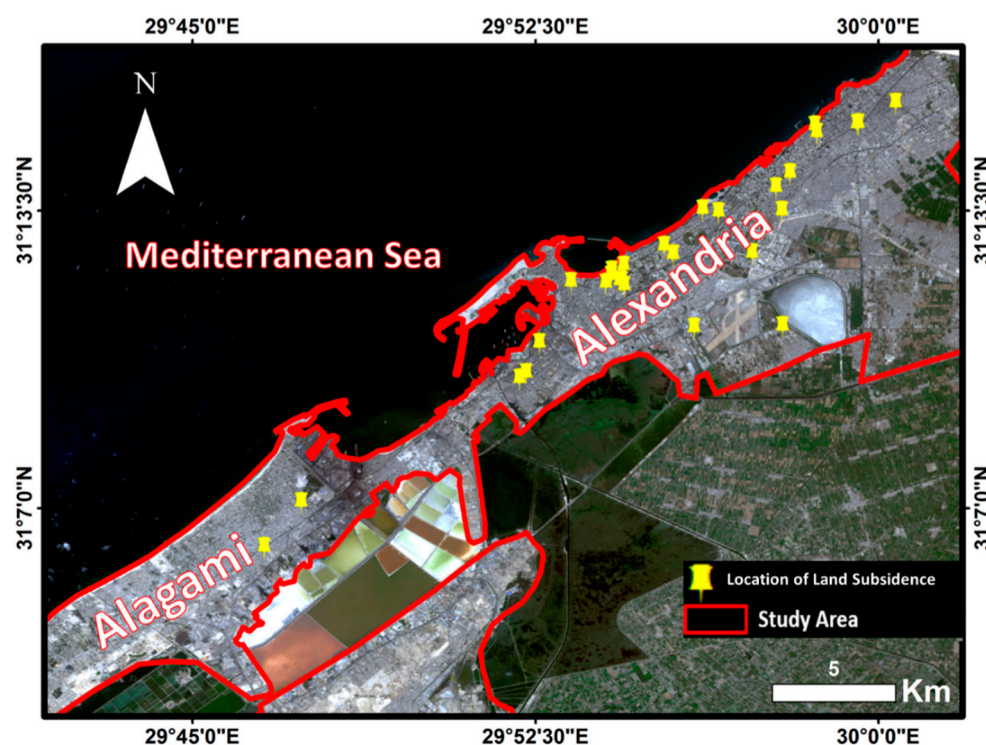 29°45'0"E
29°52'30"E
30°0'0"E
N
31°13'30"N
31°13'30"N
Mediterranean Sea
Alexandria
31°7'0"N
31°7'0"N
Alagami
Location of Land Subsidence
Study Area
5
Km
29°45'0"E
29°52'30"E
30°0'0"E